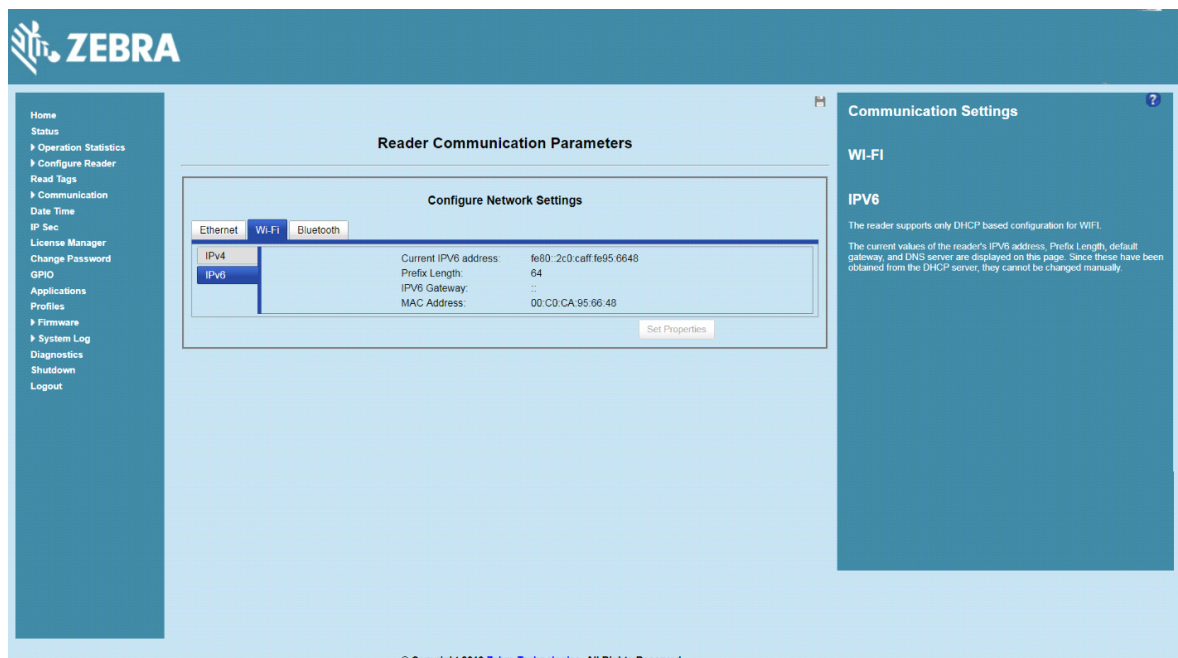 ZEBRA
Home
Status
Operation Statistics
Configure Reader
Read Tags
Communication
Date Time
IP Sec
License Manager
Change Password
GPIO
Applications
Profiles
Firmware
System Log
Diagnostics
Shutdown
Logout
Reader Communication Parameters
Configure Network Settings
Ethernet
Wi-Fi
Bluetooth
IPv4
IPv6
Current IPV6 address: fe80::2c0:caff:fe95:6648
Prefix Length: 64
IPV6 Gateway: ::
MAC Address: 00:C0:CA:95:66:48
Set Properties
?
Communication Settings
WI-FI
IPV6
The reader supports only DHCP based configuration for WIFI.
The current values of the reader's IPV6 address, Prefix Length, default
gateway, and DNS server are displayed on this page. Since these have been
obtained from the DHCP server, they cannot be changed manually.